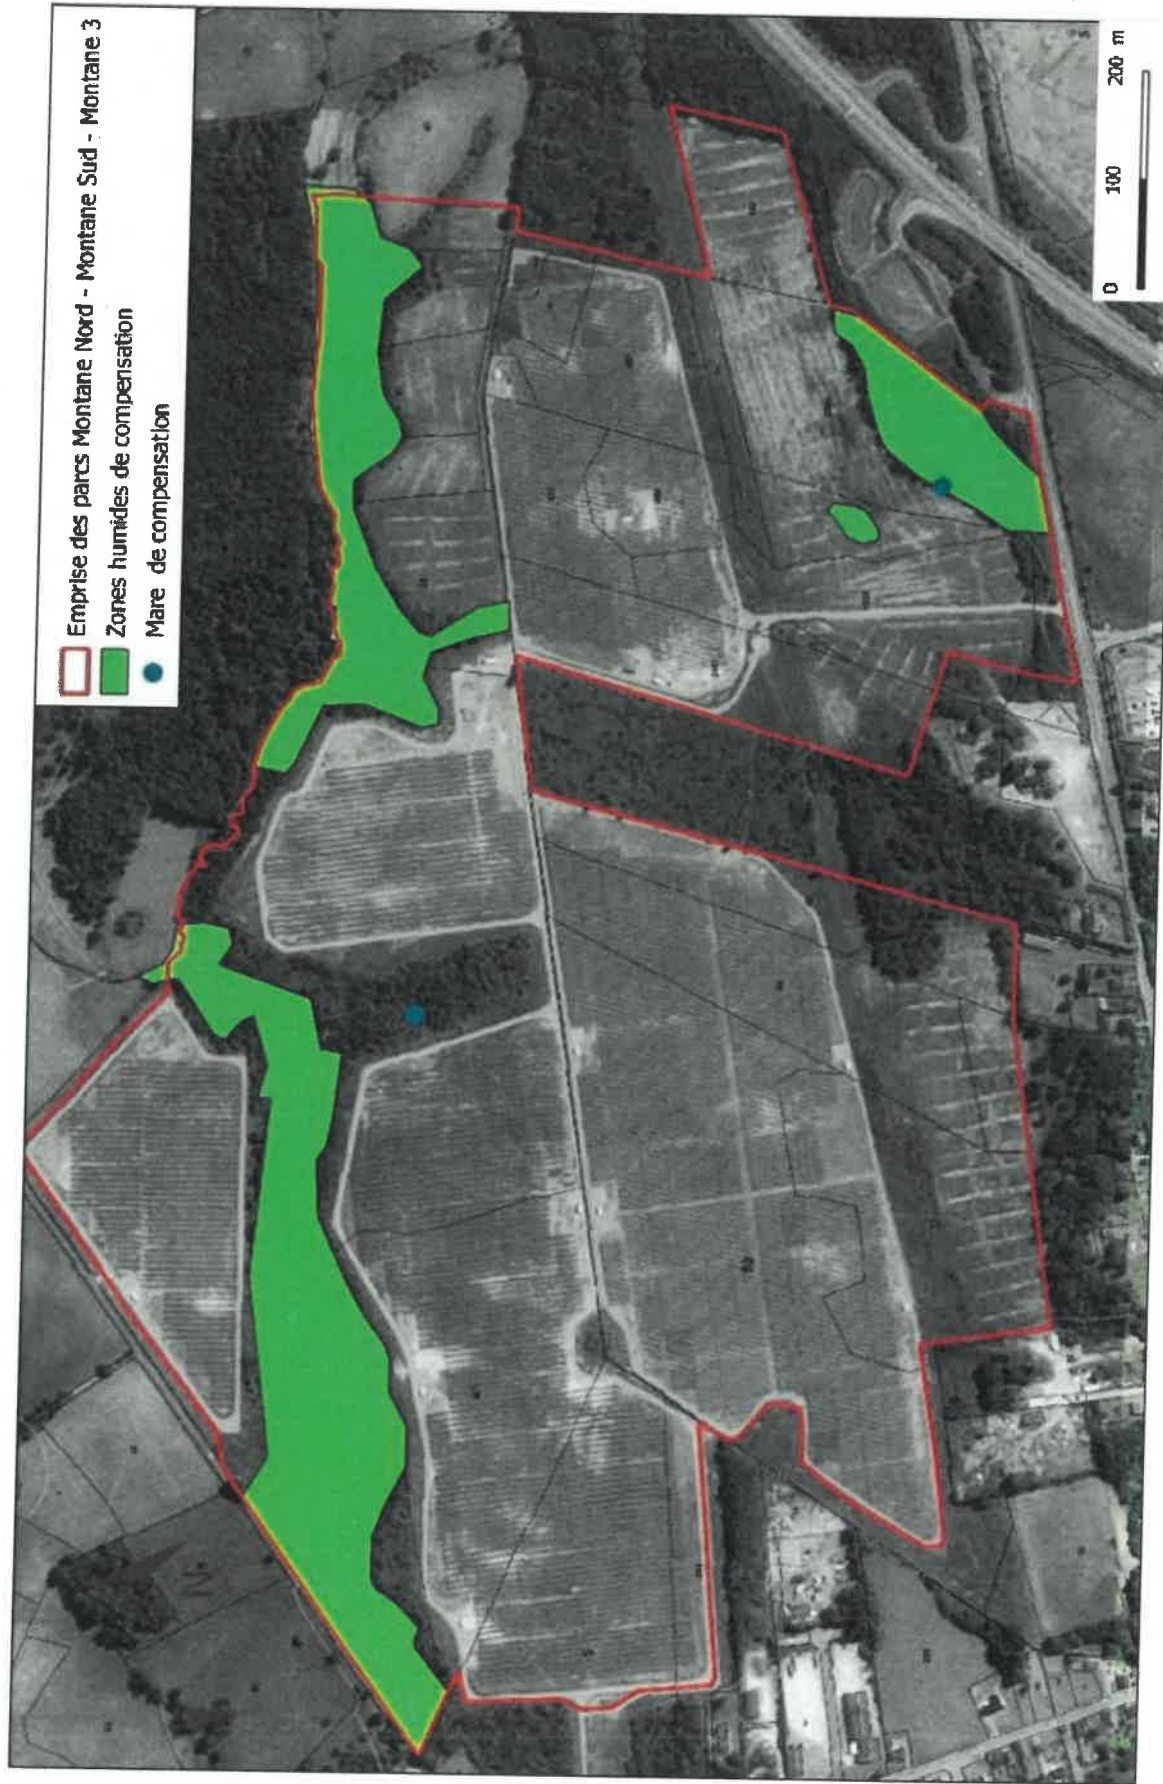 Emprise des parcs Montane Nord - Montane Sud - Montane 3
Zones humides de compensation
Mare de compensation
0 100 200 m